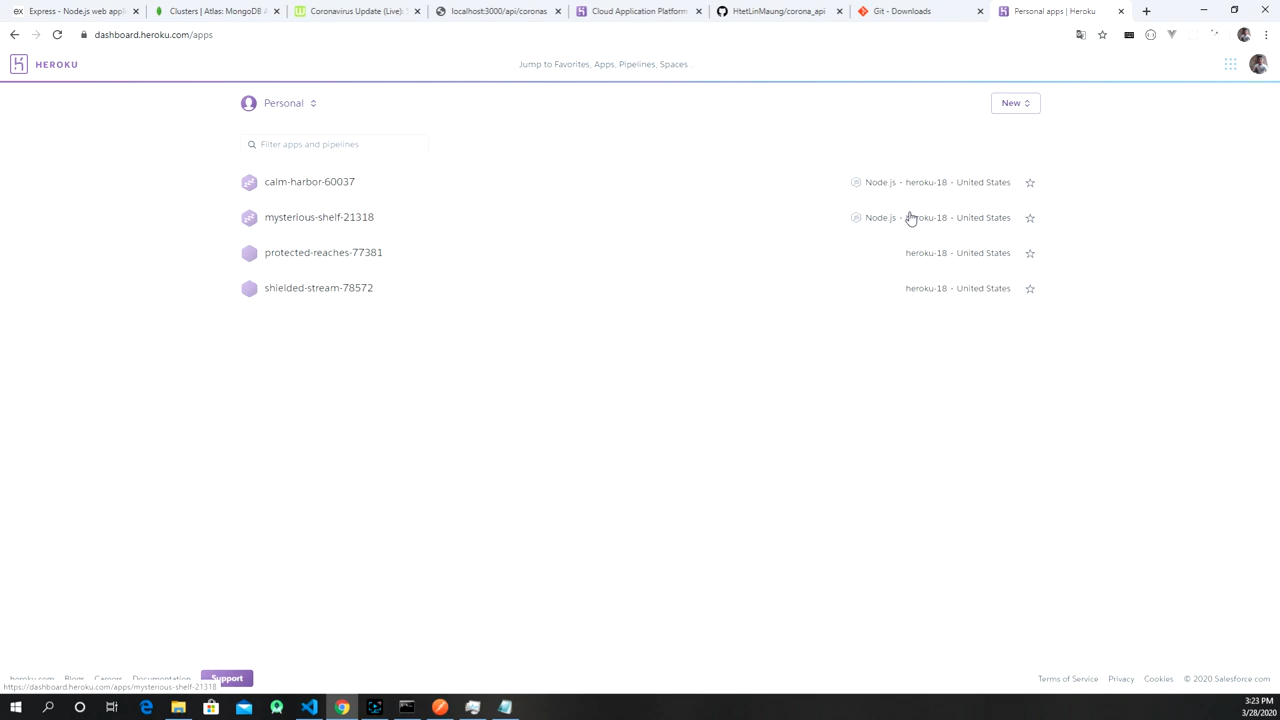 Express - Node.js web appl
Clusters | Atlas: MongoDB A
Coronavirus Update (Live):
localhost:3000/api/coronas
Cloud Application Platform
HtetLinMaung/corona_api
Git - Downloads
Personal apps | Heroku
dashboard.heroku.com/apps
HEROKU
Jump to Favorites, Apps, Pipelines, Spaces...
Personal
New
Filter apps and pipelines
calm-harbor-60037
Node.js - heroku-18 - United States
mysterious-shelf-21318
Node.js - heroku-18 - United States
protected-reaches-77381
heroku-18 - United States
shielded-stream-78572
heroku-18 - United States
heroku.com Blogs Careers Documentation Support
Terms of Service Privacy Cookies © 2020 Salesforce.com
https://dashboard.heroku.com/apps/mysterious-shelf-21318
3:23 PM
3/28/2020